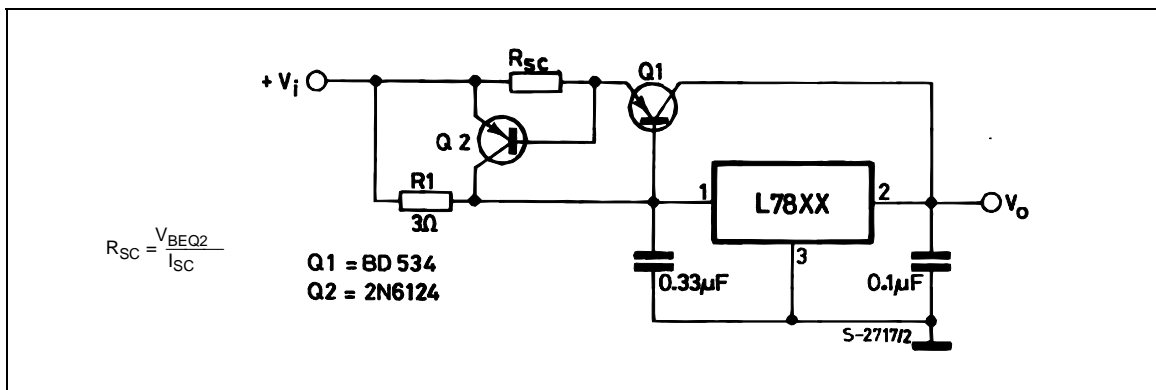 Rsc
Q1
+ Vi
Q 2
R1
3Ω
1
L78XX
2
Vo
3
RSC = VBEQ2
ISC
0.33µF
0.1µF
Q1 = BD 534
Q2 = 2N6124
S-2717/2